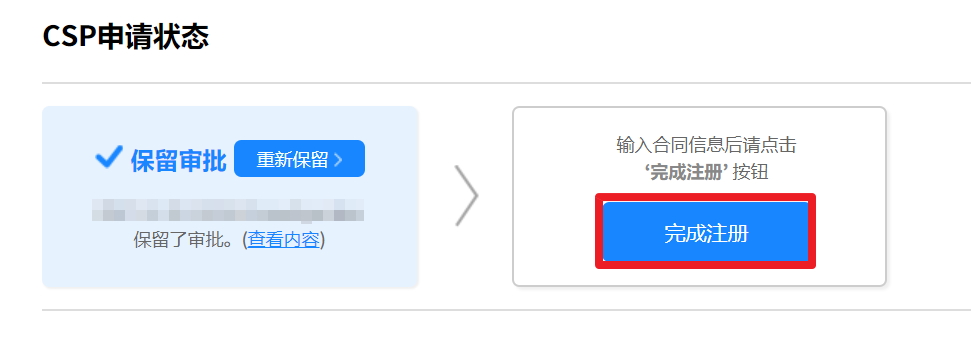 CSP申请状态
保留审批
重新保留
保留了审批。(查看内容)
输入合同信息后请点击
‘完成注册’ 按钮
完成注册